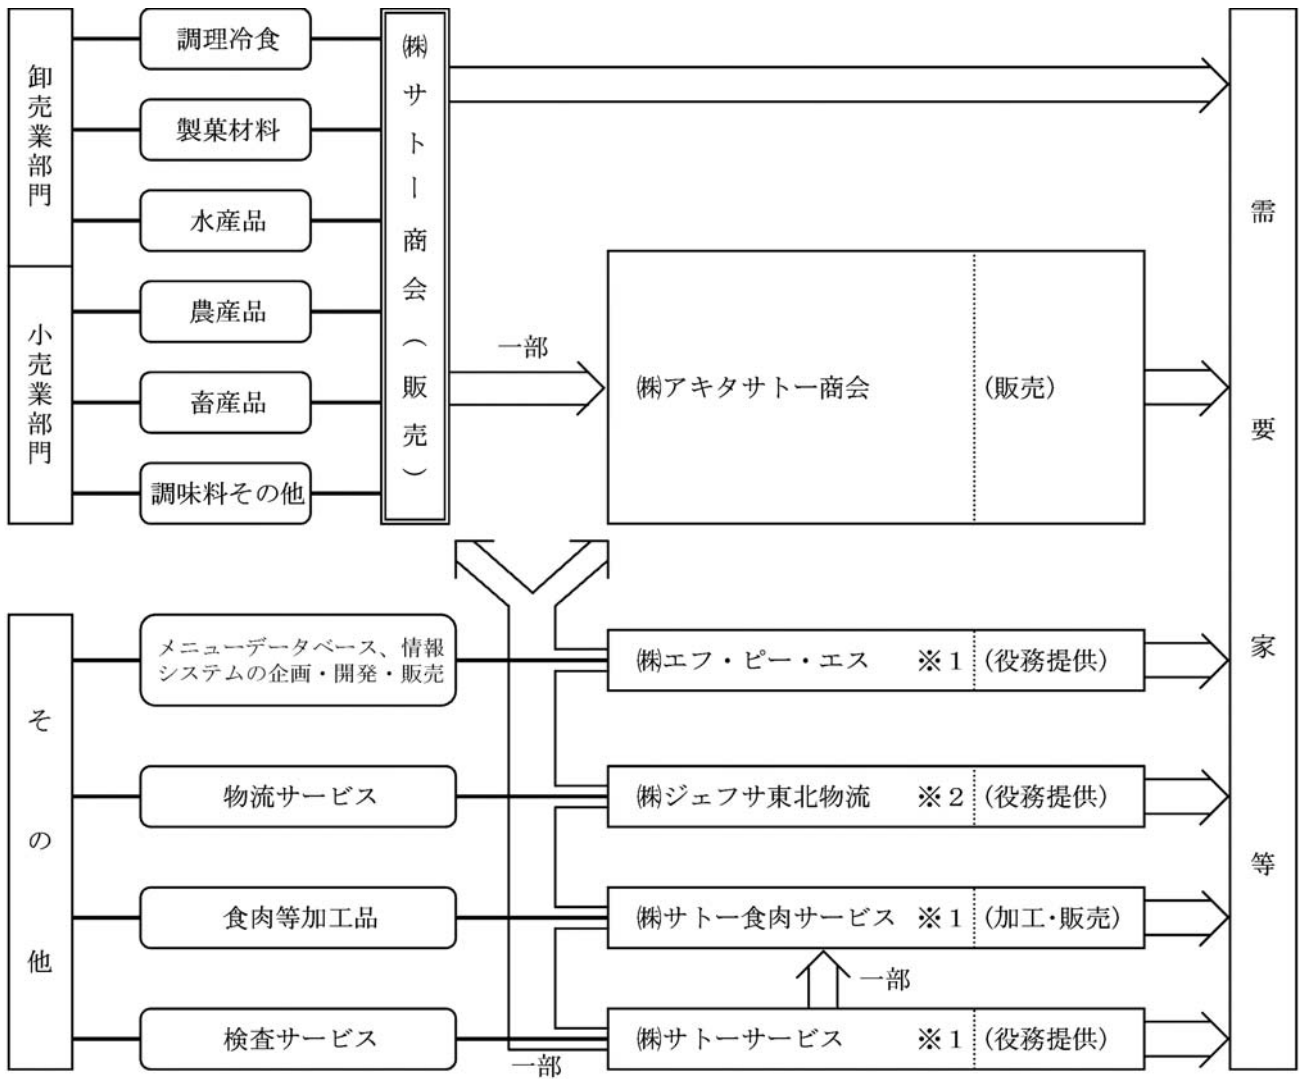 卸売業部門
小売業部門
調理冷食
製菓材料
水産品
農産品
畜産品
調味料その他
㈱サトー商会（販売）
一部
㈱アキタサトー商会
(販売)
需要家等
その他
メニューデータベース、情報
システムの企画・開発・販売
㈱エフ・ピー・エス ※1 (役務提供)
物流サービス
㈱ジェフサ東北物流 ※2 (役務提供)
食肉等加工品
㈱サトー食肉サービス ※1 (加工・販売)
一部
検査サービス
㈱サトーサービス ※1 (役務提供)
一部